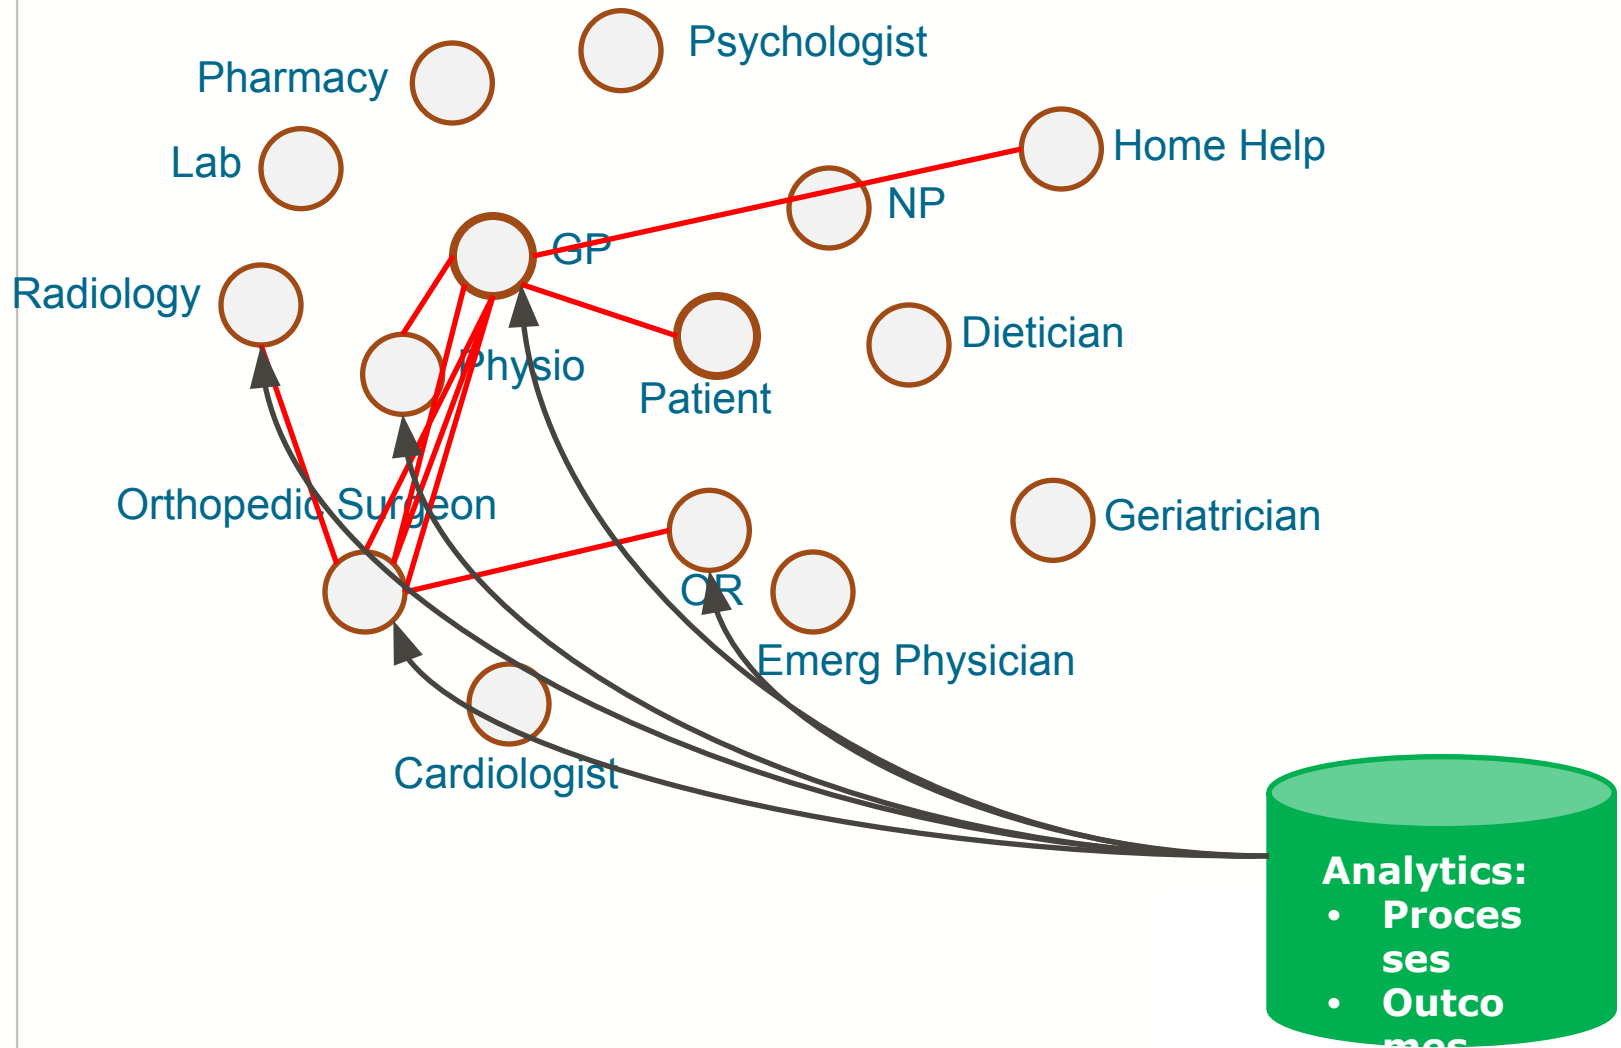 Psychologist
Pharmacy
Home Help
Lab
NP
GP
Radiology
Dietician
Physio
Patient
Orthopedic Surgeon
Geriatrician
OR
Emerg Physician
Cardiologist
Analytics:
• Proces
ses
• Outco
mes